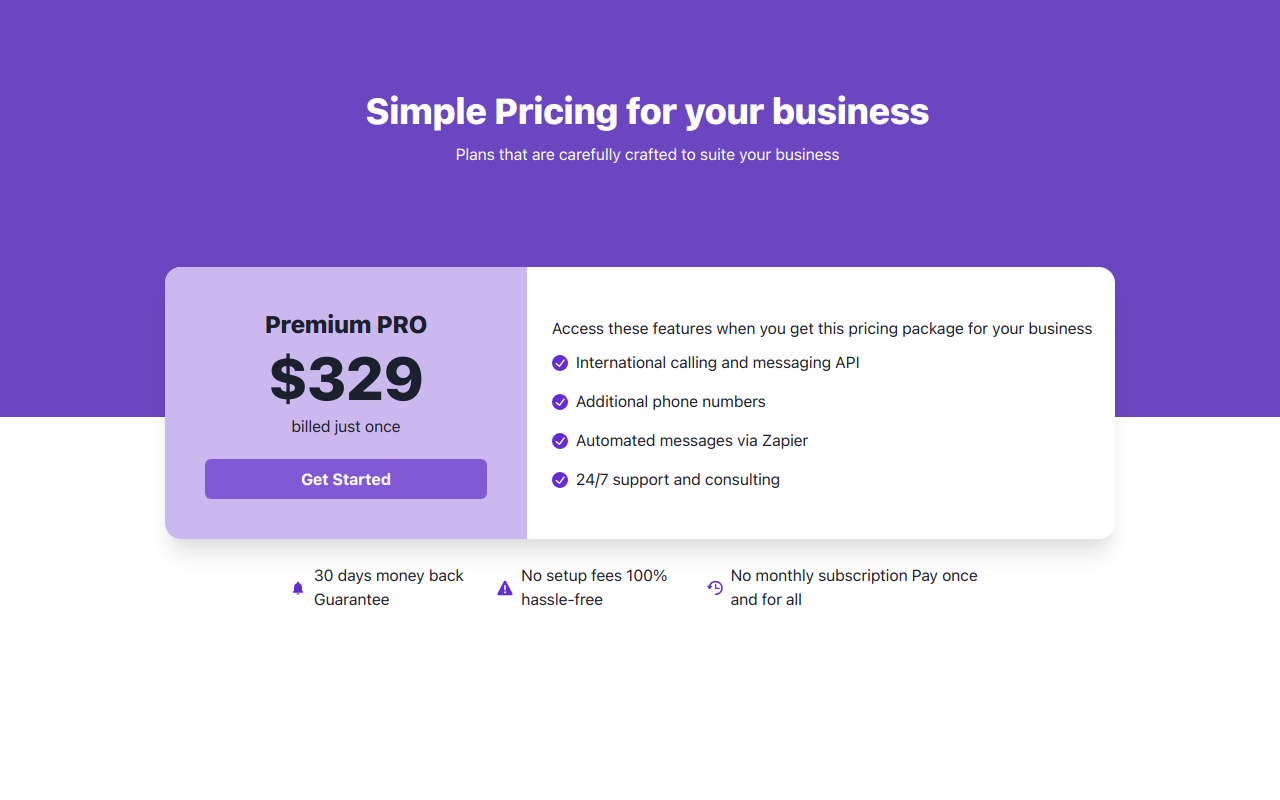 Simple Pricing for your business
Plans that are carefully crafted to suite your business
Premium PRO
$329
billed just once
Get Started
Access these features when you get this pricing package for your business
International calling and messaging API
Additional phone numbers
Automated messages via Zapier
24/7 support and consulting
30 days money back
Guarantee
No setup fees 100%
hassle-free
No monthly subscription Pay once
and for all